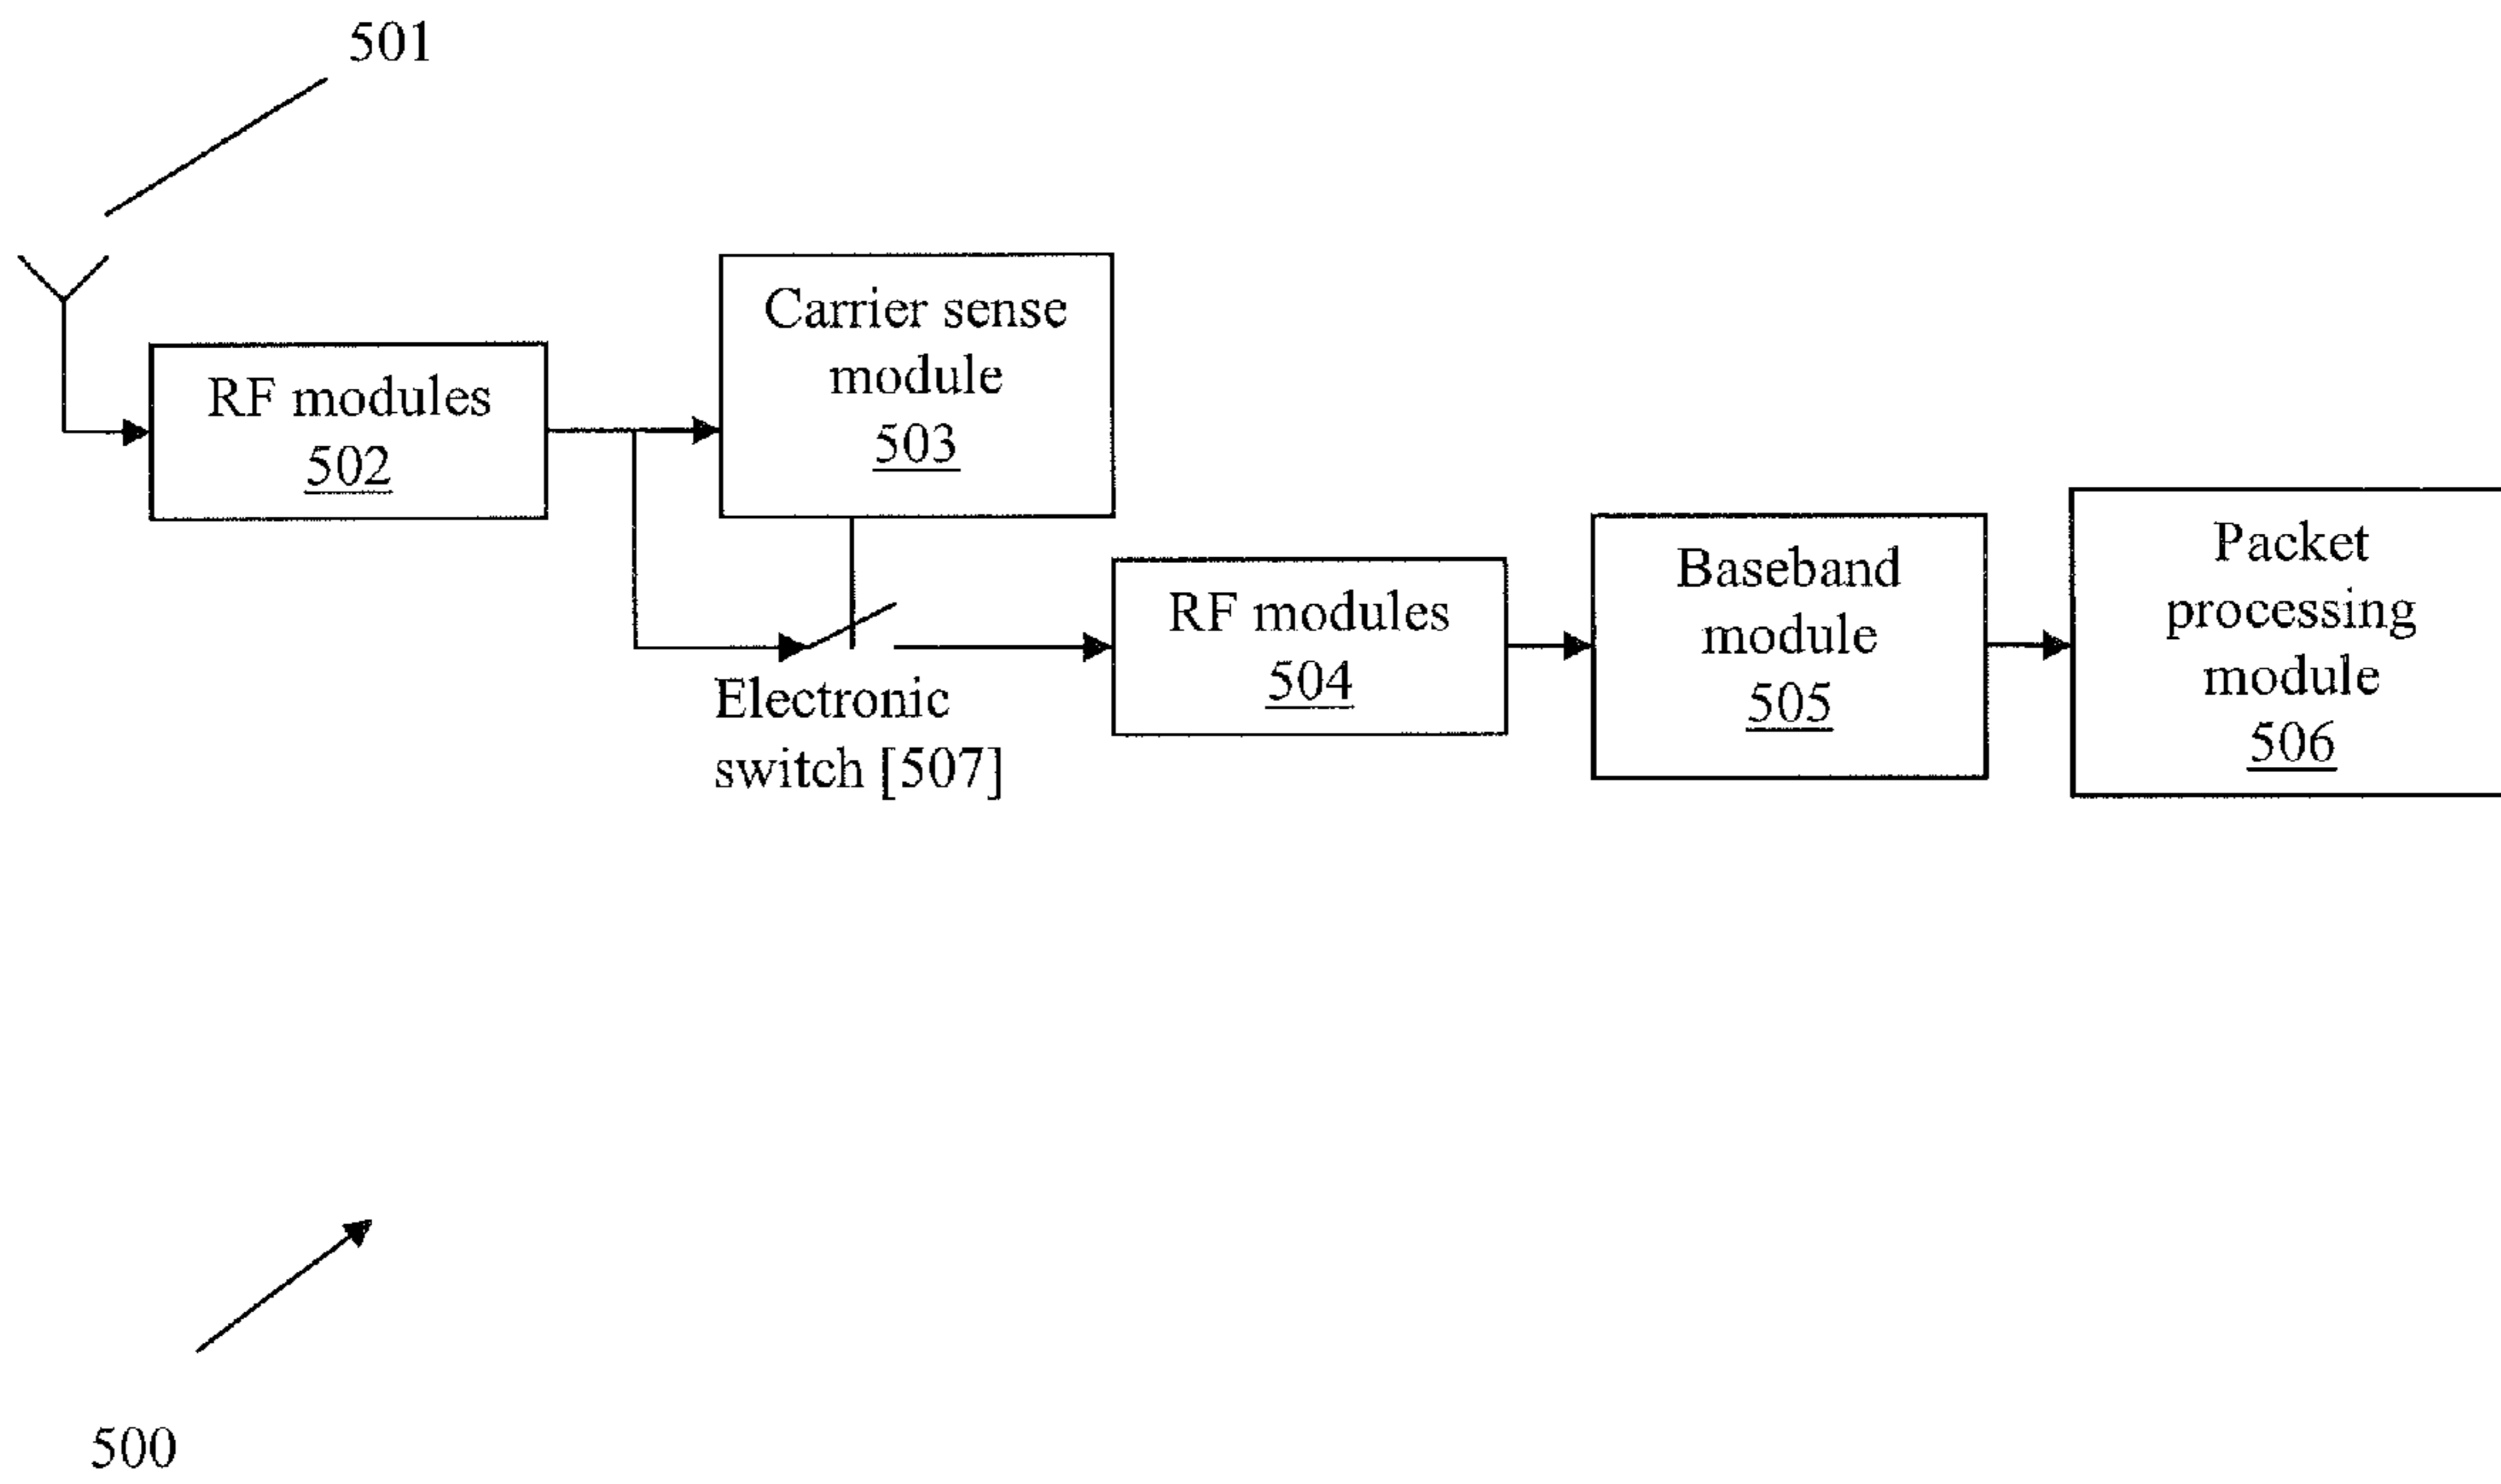 501
RF modules
502
Carrier sense
module
503
Electronic
switch [507]
RF modules
504
Baseband
module
505
Packet
processing
module
506
500